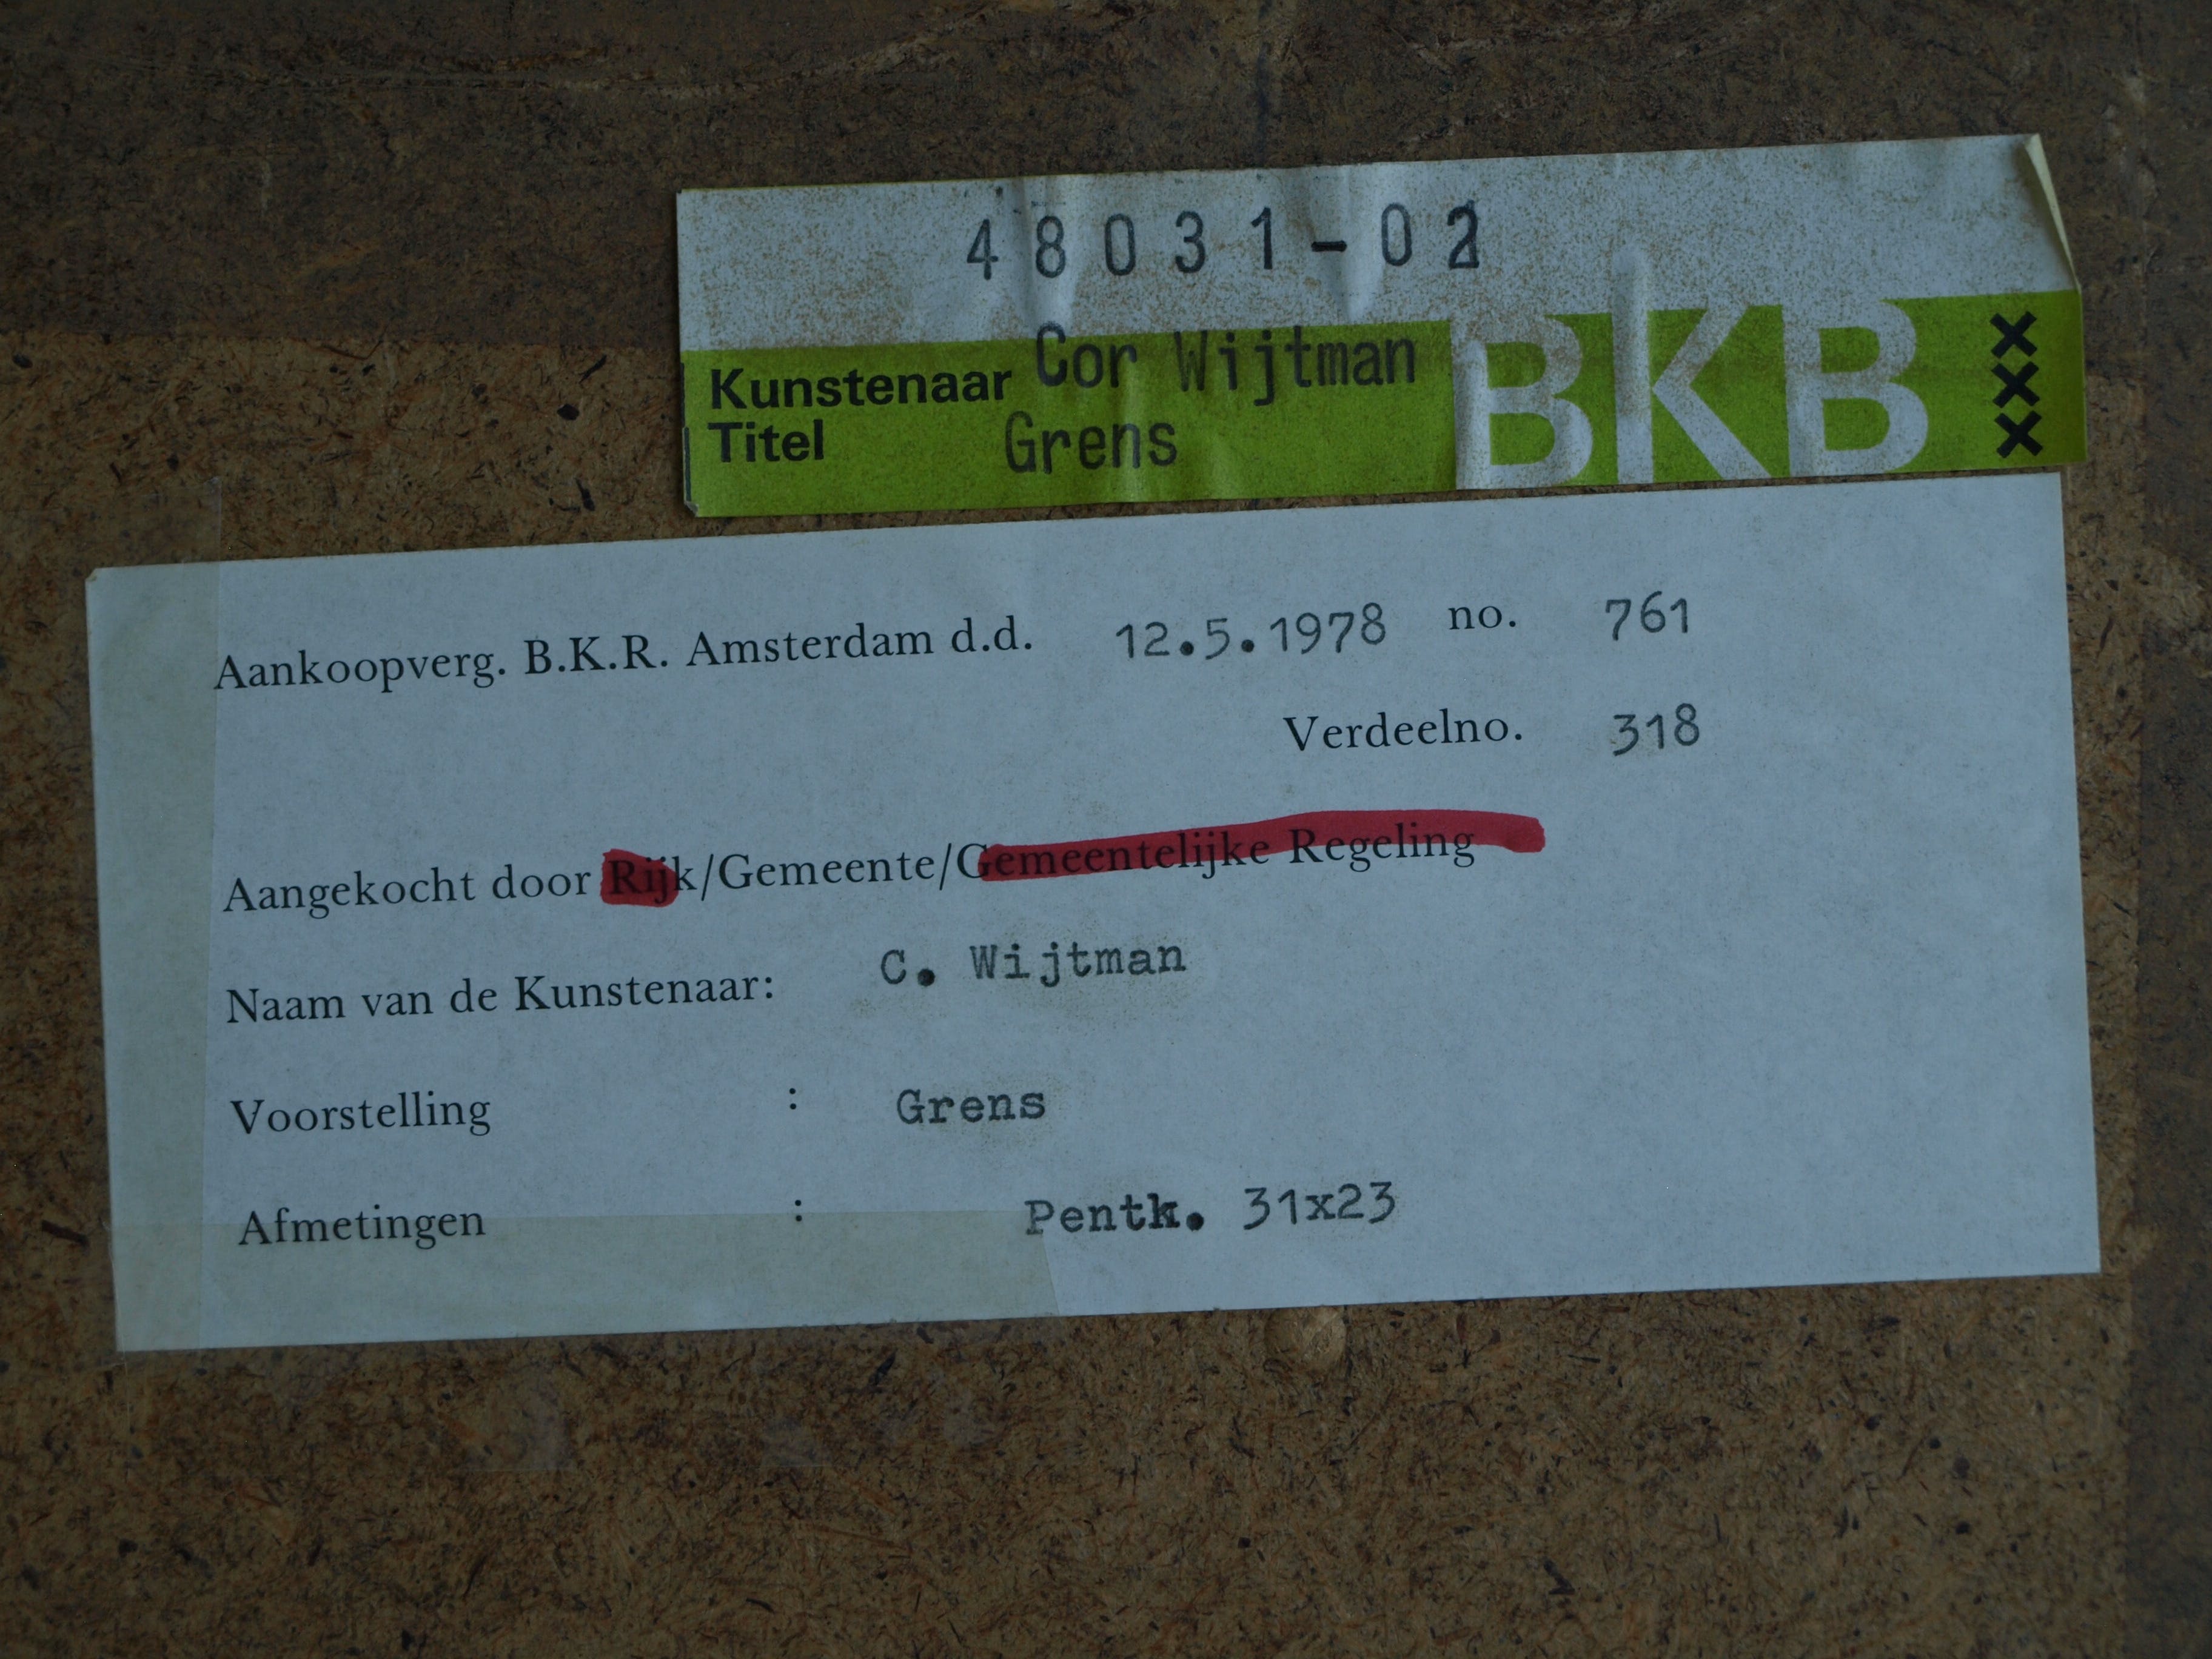 48031-02
Kunstenaar Cor Wijtman
Titel Grens
BKB
XXX
Aankoopverg. B.K.R. Amsterdam d.d. 12.5.1978 no. 761
Verdeelno. 318
Aangekocht door Rijk/Gemeente/Gemeentelijke Regeling
Naam van de Kunstenaar: C. Wijtman
Voorstelling : Grens
Afmetingen : Pentk. 31x23